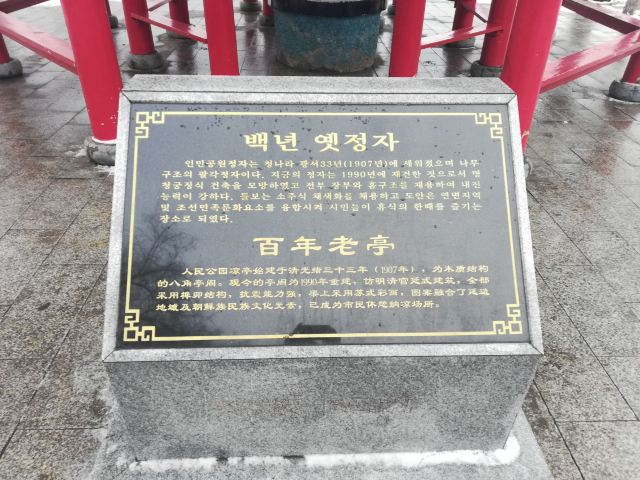 백년 옛정자
인민공원정자는 청나라 광서33년(1907년)에 세워졌으며 나무
구조의 팔각정자이다. 지금의 정자는 1990년에 재건한 것으로서 명
청궁정식 건축을 모방하였고 전부 장부와 홈구조를 채용하여 내진
능력이 강하다. 들보는 소주식 채색화를 채용하고 도안은 연변지역
및 조선민족문화요소를 융합시켜 시민들이 휴식의 한때를 즐기는
장소로 되였다.
百年老亭
人民公园凉亭始建于清光绪三十三年（1907年），为木质结构
的八角亭阁。现今的亭阁为1990年重建，仿明清宫廷式建筑，全部
采用榫卯结构，抗震能力强，梁上采用苏式彩画，图案融合了延边
地域及朝鲜族民族文化元素，已成为市民休憩纳凉场所。